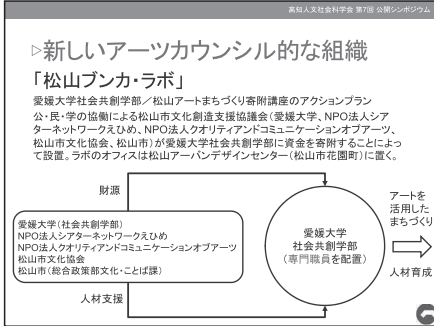 高知人文社会科学会 第7回 公開シンポジウム
▷新しいアーツカウンシル的な組織
「松山ブンカ・ラボ」
愛媛大学社会共創学部／松山アートまちづくり寄附講座のアクションプラン
公・民・学の協働による松山市文化創造支援協議会（愛媛大学、NPO法人シア
ターネットワークえひめ、NPO法人クオリティアンドコミュニケーションオブアーツ、
松山市文化協会、松山市）が愛媛大学社会共創学部に資金を寄附することによっ
て設置。ラボのオフィスは松山アーバンデザインセンター（松山市花園町）に置く。
財源
愛媛大学（社会共創学部）
NPO法人シアターネットワークえひめ
NPO法人クオリティアンドコミュニケーションオブアーツ
松山市文化協会
松山市（総合政策部文化・ことば課）
人材支援
愛媛大学
社会共創学部
（専門職員を配置）
アートを
活用した
まちづくり
人材育成